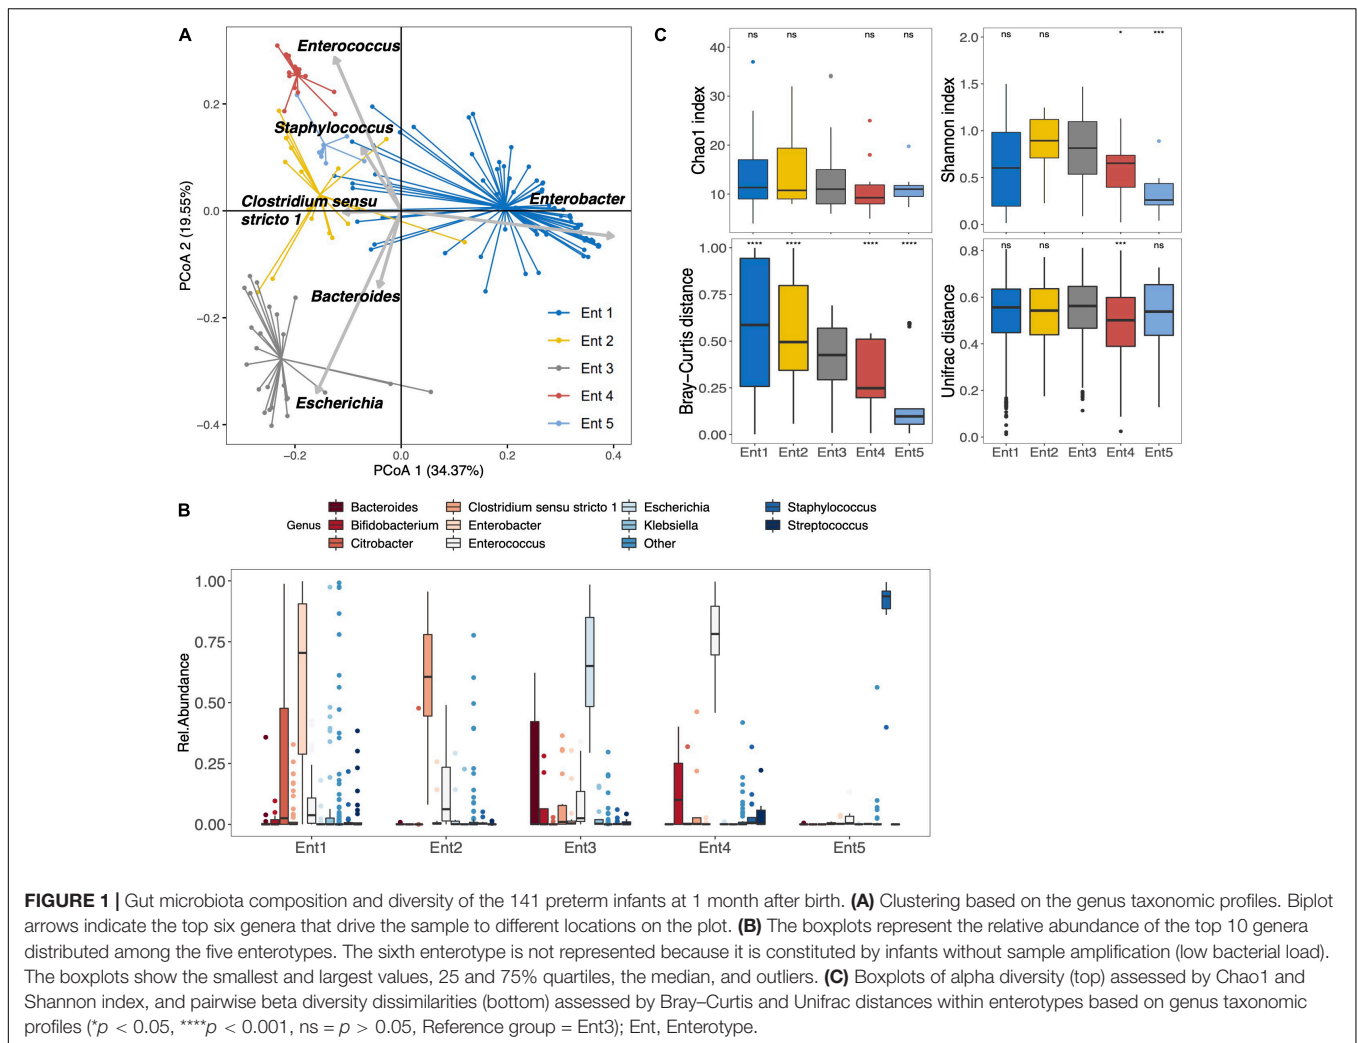 A
Enterococcus
Staphylococcus
Clostridium sensu
stricto 1
Enterobacter
Bacteroides
Escherichia
Ent 1
Ent 2
Ent 3
Ent 4
Ent 5
PCoA 2 (19.55%)
0.2
0.0
−0.2
−0.4
−0.2
0.0
0.2
0.4
PCoA 1 (34.37%)
C
Chao1 index
40
30
20
10
ns
ns
ns
ns
Shannon index
2.0
1.5
1.0
0.5
0.0
ns
ns
*
***
Bray−Curtis distance
1.00
0.75
0.50
0.25
0.00
****
****
****
****
Ent1 Ent2 Ent3 Ent4 Ent5
Unifrac distance
0.8
0.6
0.4
0.2
0.0
ns
ns
***
ns
Ent1 Ent2 Ent3 Ent4 Ent5
B
Genus
Bacteroides
Bifidobacterium
Citrobacter
Clostridium sensu stricto 1
Enterobacter
Enterococcus
Escherichia
Klebsiella
Other
Staphylococcus
Streptococcus
Rel.Abundance
1.00
0.75
0.50
0.25
0.00
Ent1 Ent2 Ent3 Ent4 Ent5
FIGURE 1 | Gut microbiota composition and diversity of the 141 preterm infants at 1 month after birth. (A) Clustering based on the genus taxonomic profiles. Biplot
arrows indicate the top six genera that drive the sample to different locations on the plot. (B) The boxplots represent the relative abundance of the top 10 genera
distributed among the five enterotypes. The sixth enterotype is not represented because it is constituted by infants without sample amplification (low bacterial load).
The boxplots show the smallest and largest values, 25 and 75% quartiles, the median, and outliers. (C) Boxplots of alpha diversity (top) assessed by Chao1 and
Shannon index, and pairwise beta diversity dissimilarities (bottom) assessed by Bray–Curtis and Unifrac distances within enterotypes based on genus taxonomic
profiles (*p < 0.05, ****p < 0.001, ns = p > 0.05, Reference group = Ent3); Ent, Enterotype.